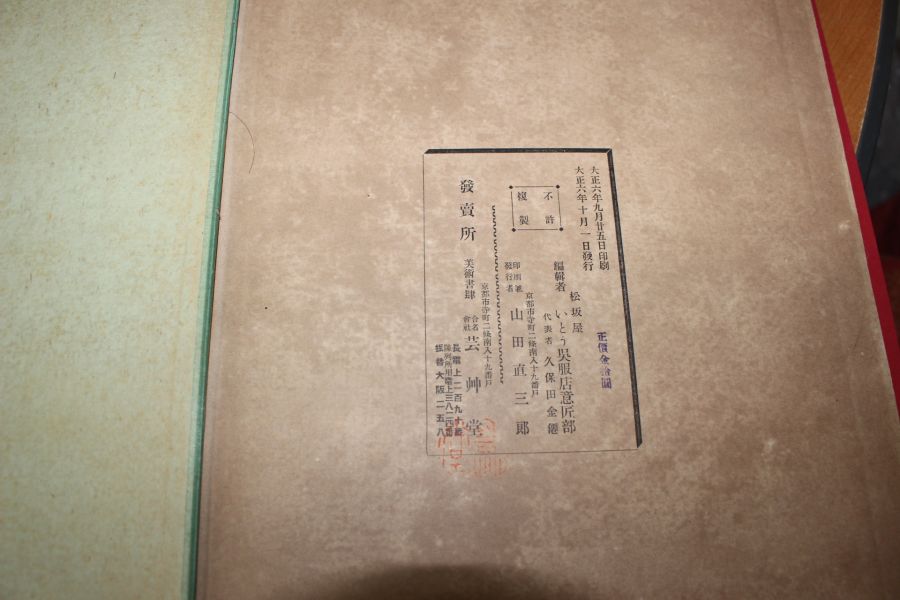 大正六年九月廿五日印刷
大正六年十月一日發行
正價金拾圓
不許
複製
編輯者
松坂屋
いとう呉服店意匠部
代表者 久保田金僊
京都市寺町二條南入十九番戸
印刷兼
發行者
山田直三郎
京都市寺町二條南入十九番戸
發賣所
美術書肆
合名
會社
芸艸堂